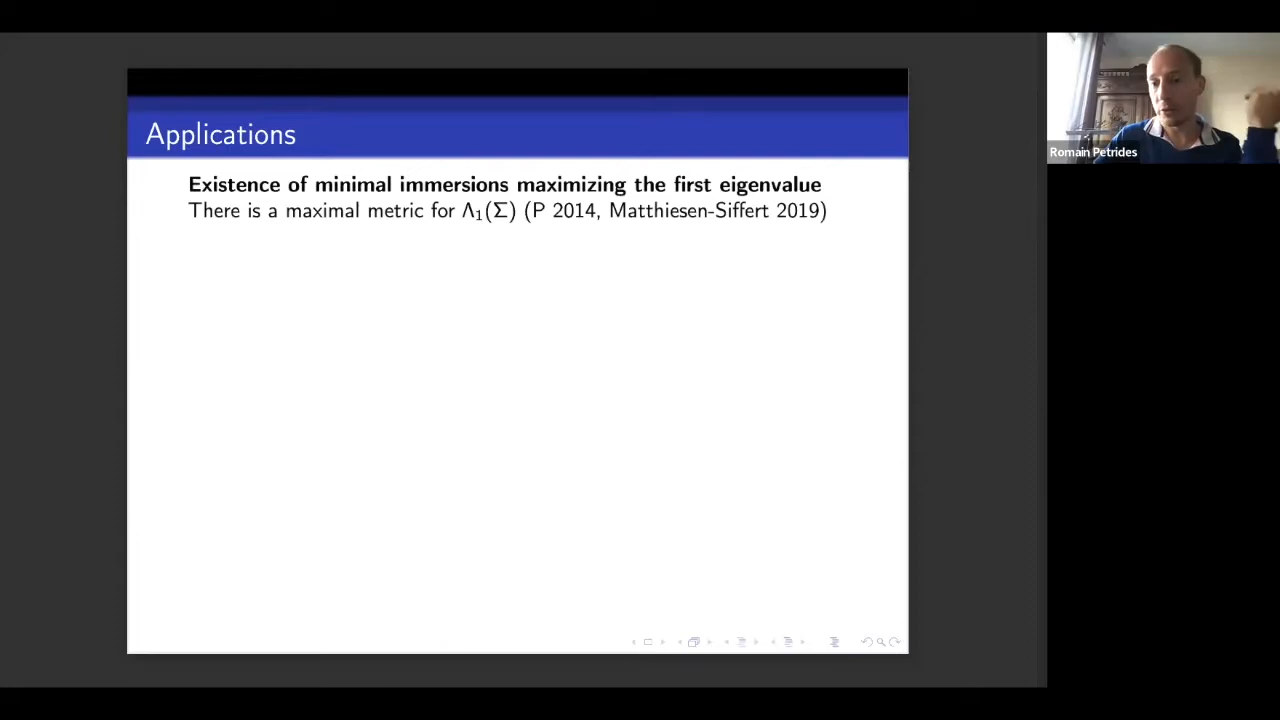 Applications
Existence of minimal immersions maximizing the first eigenvalue
There is a maximal metric for Λ₁(Σ) (P 2014, Matthiesen-Siffert 2019)
Romain Petrides